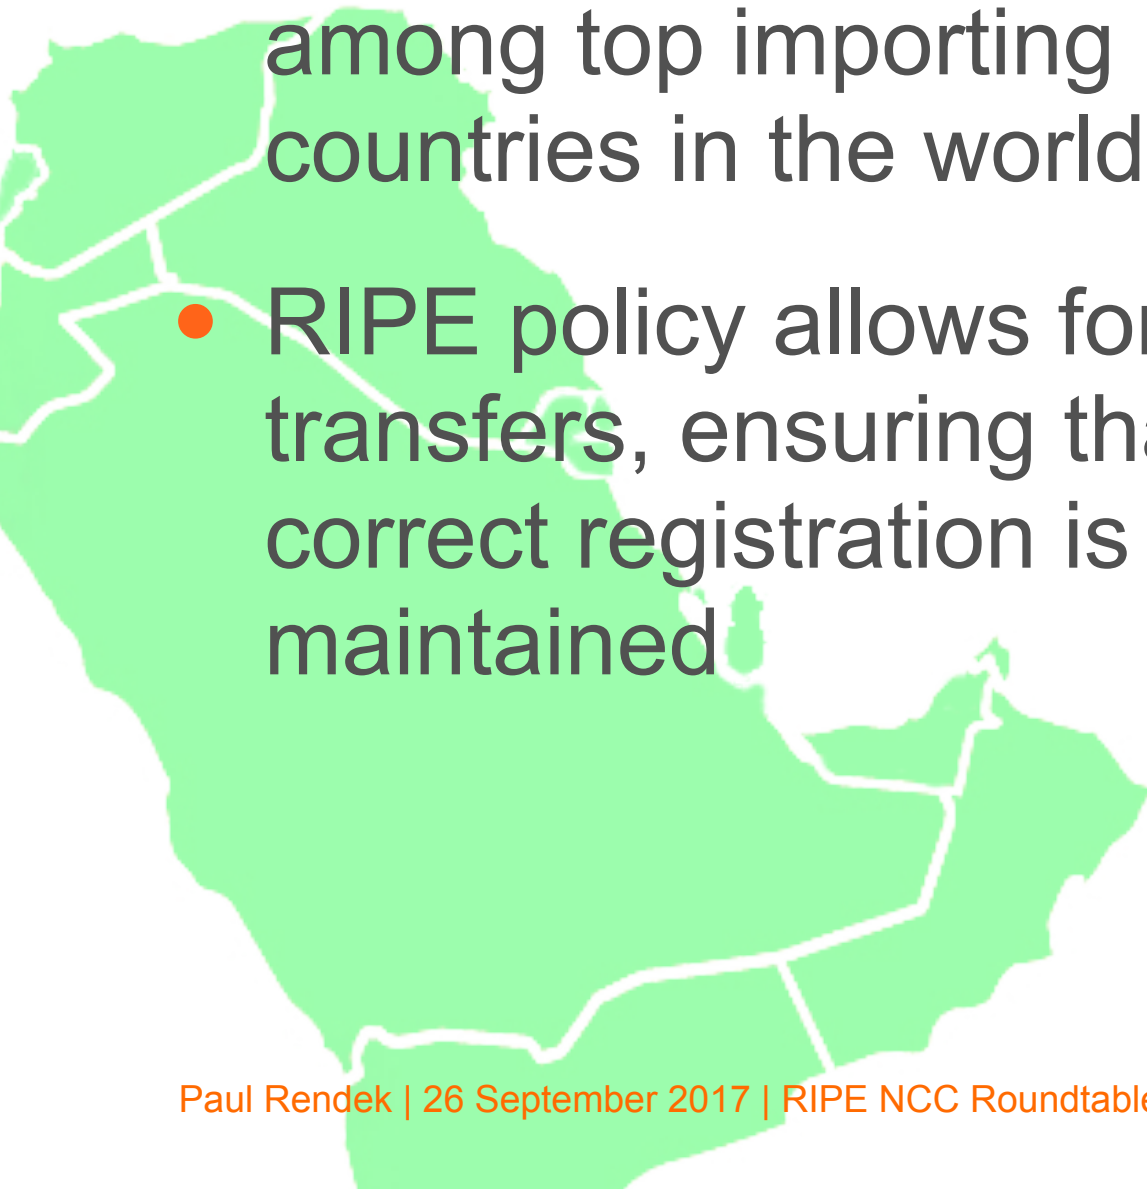 among top importing
countries in the world
• RIPE policy allows for
transfers, ensuring tha
correct registration is
maintained
Paul Rendek | 26 September 2017 | RIPE NCC Roundtable